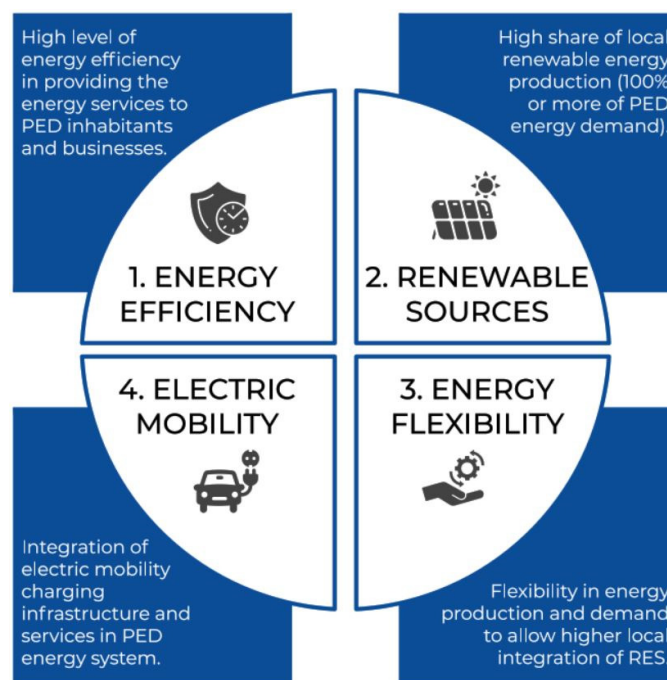 High level of
energy efficiency
in providing the
energy services to
PED inhabitants
and businesses.
High share of local
renewable energy
production (100%
or more of PED
energy demand).
1. ENERGY
EFFICIENCY
2. RENEWABLE
SOURCES
4. ELECTRIC
MOBILITY
3. ENERGY
FLEXIBILITY
Integration of
electric mobility
charging
infrastructure and
services in PED
energy system.
Flexibility in energy
production and demand
to allow higher local
integration of RES.